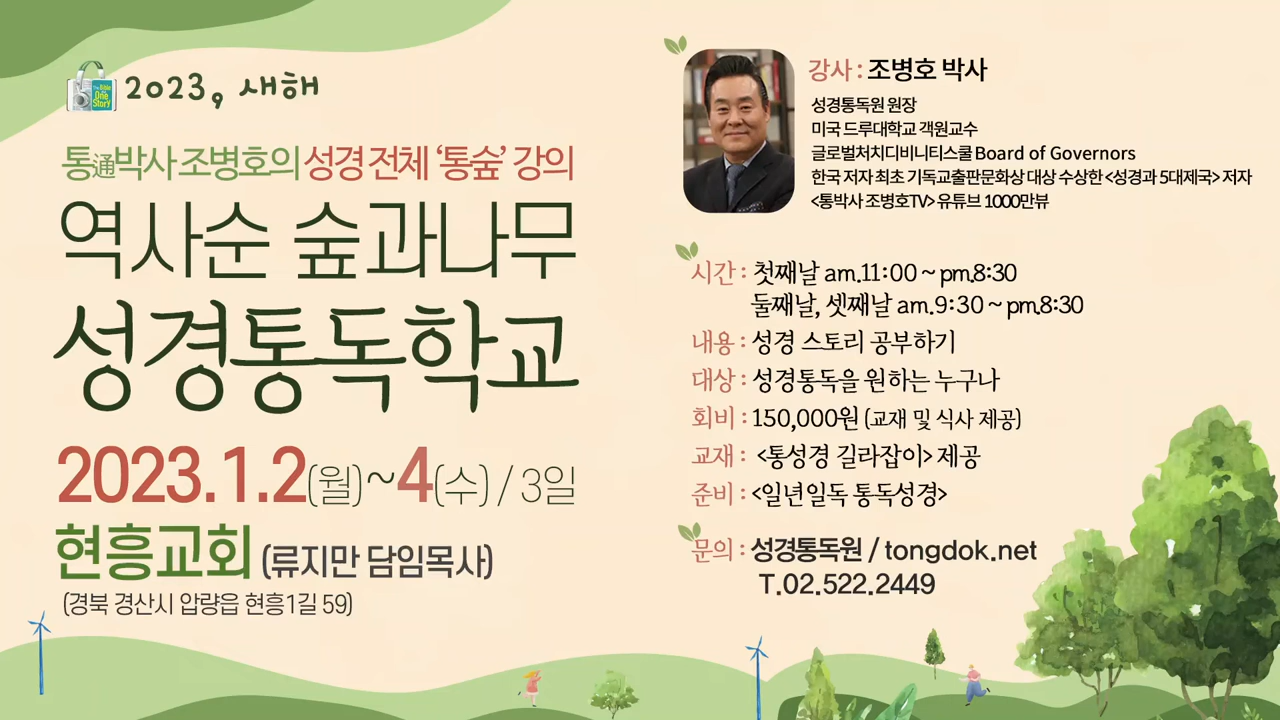 The Bible
One
Story
2023, 새해
통通박사 조병호의 성경 전체 ‘통숲’ 강의
역사순 숲과나무
성경통독학교
2023.1.2(월)~4(수) / 3일
현흥교회 (류지만 담임목사)
(경북 경산시 압량읍 현흥1길 59)
강사 : 조병호 박사
성경통독원 원장
미국 드루대학교 객원교수
글로벌처치디비니티스쿨 Board of Governors
한국 저자 최초 기독교출판문화상 대상 수상한 <성경과 5대제국> 저자
<통박사 조병호TV> 유튜브 1000만뷰
시간 : 첫째날 am.11:00 ~ pm.8:30
둘째날, 셋째날 am.9:30 ~ pm.8:30
내용 : 성경 스토리 공부하기
대상 : 성경통독을 원하는 누구나
회비 : 150,000원 (교재 및 식사 제공)
교재 : <통성경 길라잡이> 제공
준비 : <일년일독 통독성경>
문의 : 성경통독원 / tongdok.net
T.02.522.2449